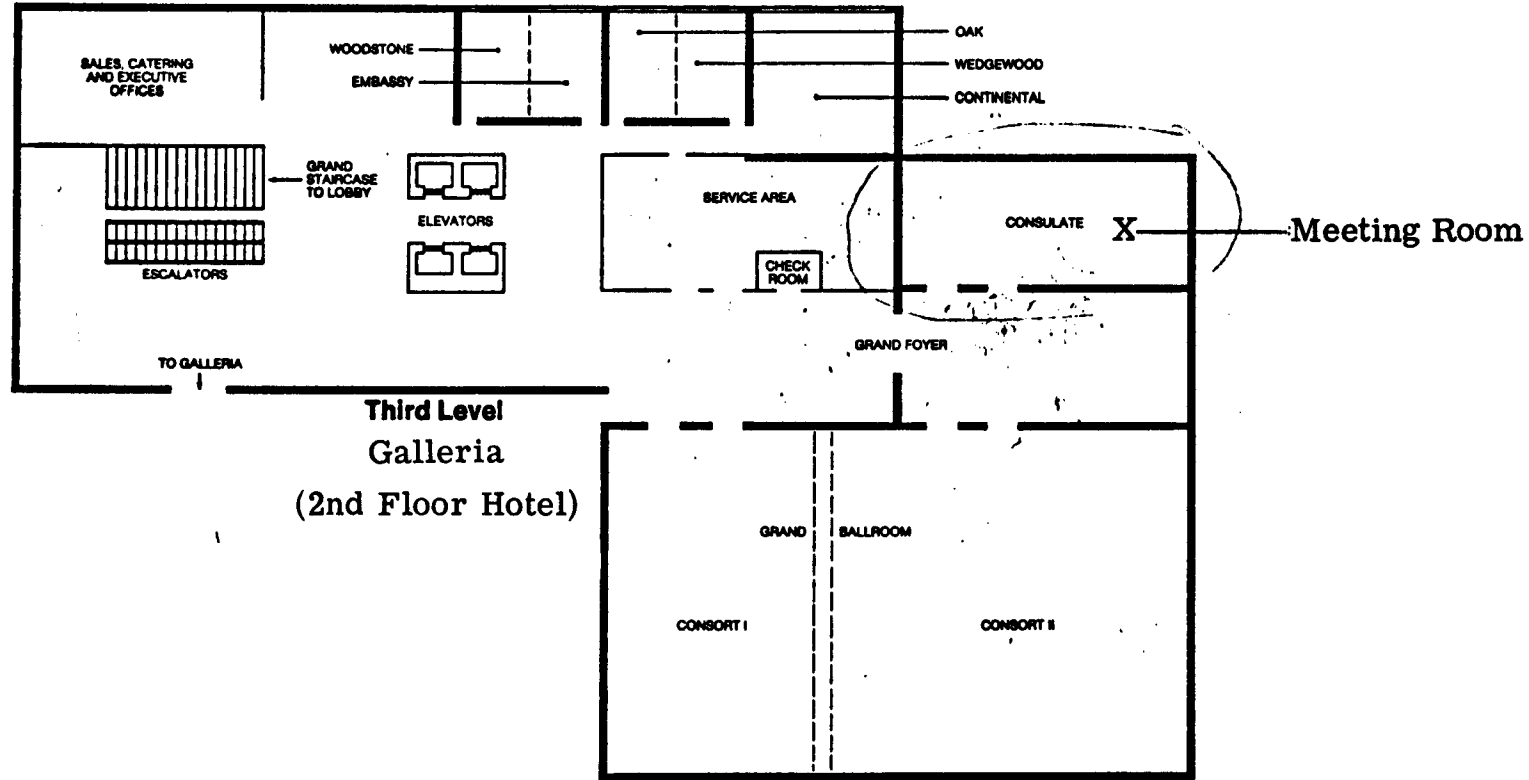 SALES, CATERING
AND EXECUTIVE
OFFICES
WOODSTONE
EMBASSY
OAK
WEDGEWOOD
CONTINENTAL
GRAND
STAIRCASE
TO LOBBY
ELEVATORS
ESCALATORS
SERVICE AREA
CHECK
ROOM
CONSULATE
X
Meeting Room
GRAND FOYER
TO GALLERIA
Third Level
Galleria
(2nd Floor Hotel)
GRAND BALLROOM
CONSORT I
CONSORT II